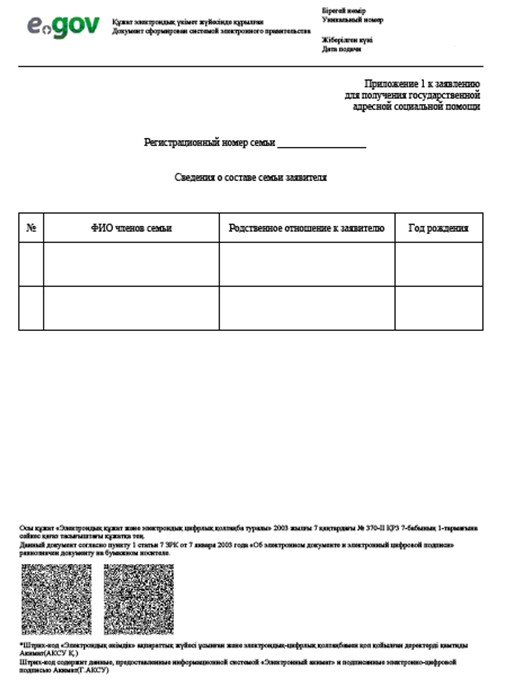 e.gov
Құжат электрондық үкімет жүйесінде құрылған
Документ сформирован системой электронного правительства
Бірегей нөмір
Уникальный номер
Жіберілген күні
Дата подачи
Приложение 1 к заявлению
для получения государственной
адресной социальной помощи
Регистрационный номер семьи __________________
Сведения о составе семьи заявителя
№ ФИО членов семьи Родственное отношение к заявителю Год рождения
Осы құжат «Электрондық құжат және электрондық цифрлық қолтаңба туралы» 2003 жылғы 7 қаңтардағы № 370-II ҚРЗ 7-бабының 1-тармағына
сәйкес қағаз тасығыштағы құжатқа тең.
Данный документ согласно пункту 1 статьи 7 ЗРК от 7 января 2003 года «Об электронном документе и электронный цифровой подписи»
равнозначен документу на бумажном носителе.
*Штрих-код «Электрондық әкімдік» ақпараттық жүйесі ұсынған және электрондық-цифрлық қолтаңбамен қол қойылған деректерді қамтиды
Акимат(АКСУ Қ.)
Штрих-код содержит данные, предоставленные информационной системой «Электронный акимат» и подписанные электронно-цифровой
подписью Акимат(Г.АКСУ)